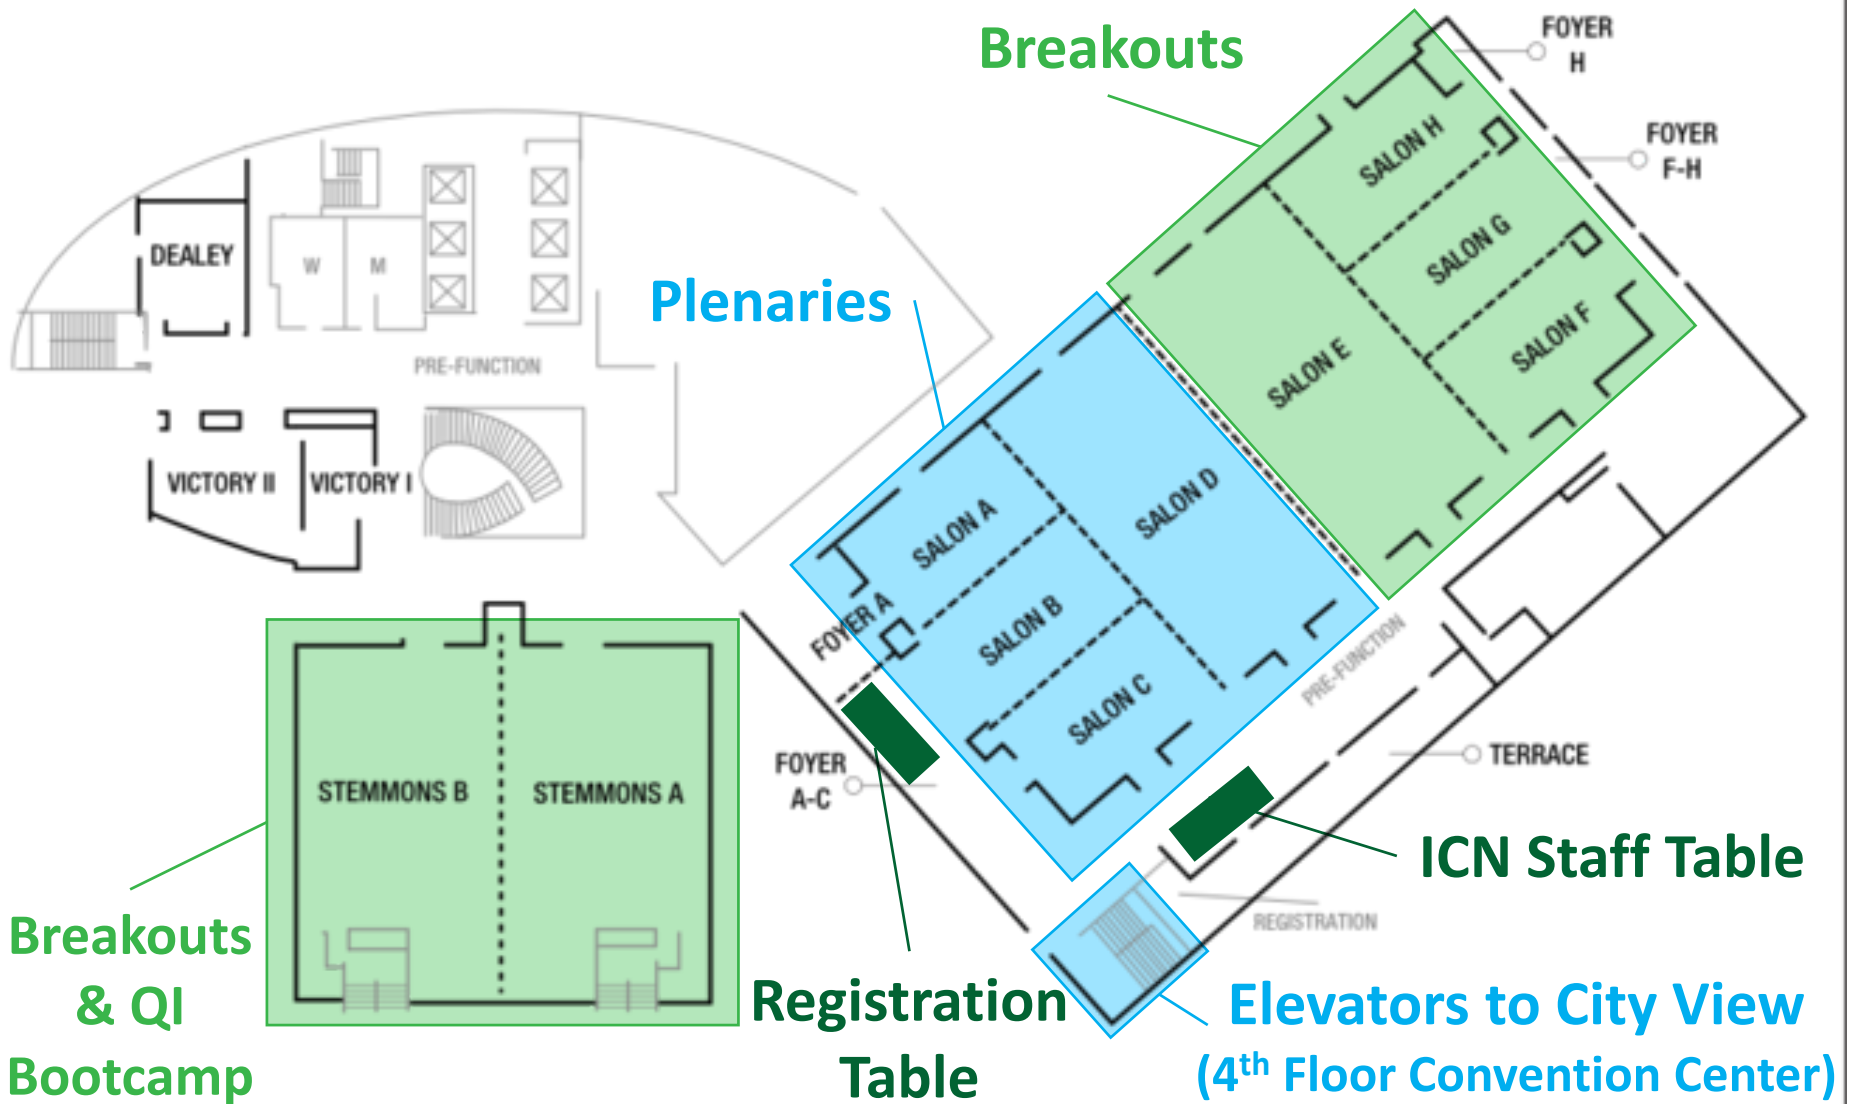 Breakouts
FOYER
H
FOYER
F-H
SALON H
SALON G
SALON F
SALON E
DEALEY
W
M
Plenaries
PRE-FUNCTION
VICTORY II
VICTORY I
SALON A
SALON D
FOYER A
SALON B
SALON C
PRE-FUNCTION
FOYER
A-C
TERRACE
STEMMONS B
STEMMONS A
ICN Staff Table
REGISTRATION
Breakouts
& QI
Bootcamp
Registration
Table
Elevators to City View
(4th Floor Convention Center)